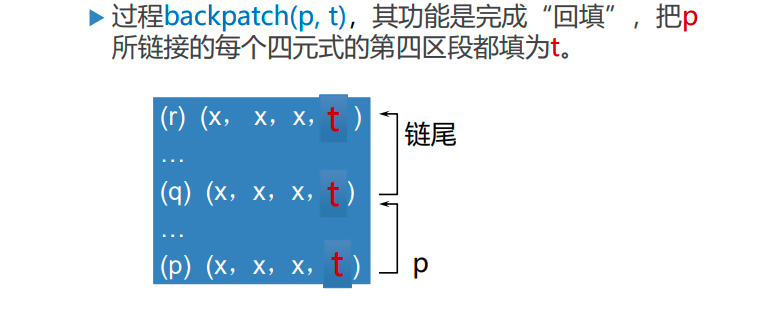 ▶过程backpatch(p, t)，其功能是完成“回填”，把p
所链接的每个四元式的第四区段都填为t。
(r) (x, x, x, t )
链尾
…
(q) (x, x, x, t )
…
(p) (x, x, x, t )
p